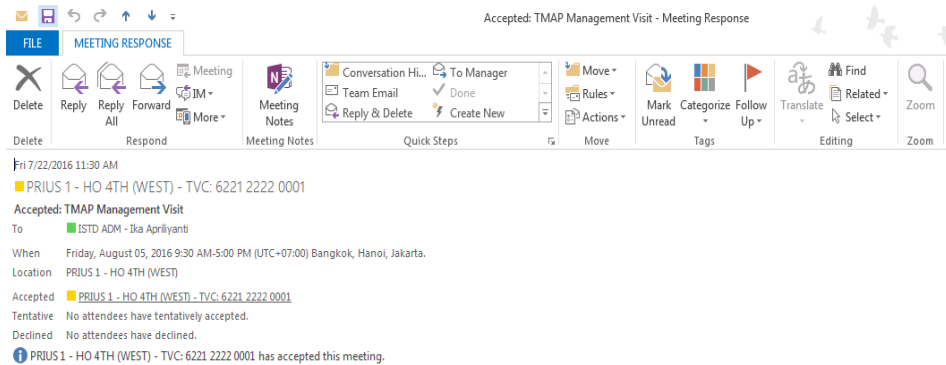 Accepted: TMAP Management Visit - Meeting Response
FILE MEETING RESPONSE
Delete
Reply
Reply All
Forward
Meeting
IM
More
Meeting Notes
Conversation Hi...
Team Email
Reply & Delete
To Manager
Done
Create New
Move
Rules
Actions
Mark Unread
Categorize
Follow Up
Translate
Find
Related
Select
Zoom
Delete Respond Meeting Notes Quick Steps Move Tags Editing Zoom
Fri 7/22/2016 11:30 AM
PRIUS 1 - HO 4TH (WEST) - TVC: 6221 2222 0001
Accepted: TMAP Management Visit
To ISTD ADM - Ika Apriliyanti
When Friday, August 05, 2016 9:30 AM-5:00 PM (UTC+07:00) Bangkok, Hanoi, Jakarta.
Location PRIUS 1 - HO 4TH (WEST)
Accepted PRIUS 1 - HO 4TH (WEST) - TVC: 6221 2222 0001
Tentative No attendees have tentatively accepted.
Declined No attendees have declined.
PRIUS 1 - HO 4TH (WEST) - TVC: 6221 2222 0001 has accepted this meeting.